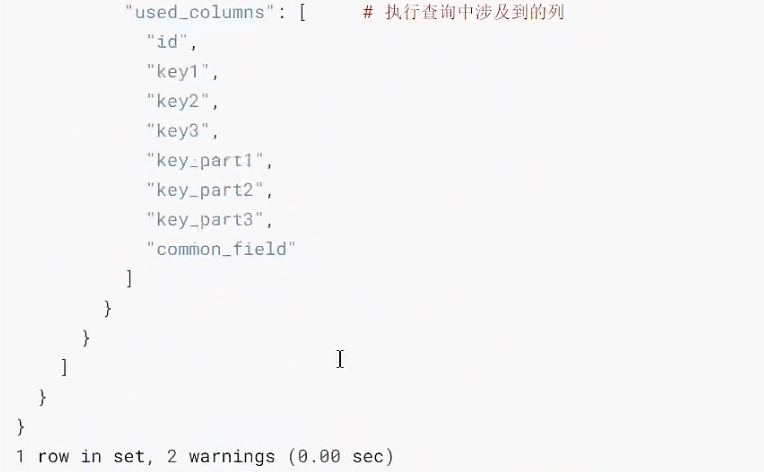 "used_columns": [ # 执行查询中涉及到的列
"id",
"key1",
"key2",
"key3",
"key_part1",
"key_part2",
"key_part3",
"common_field"
]
}
}
]
}
}
1 row in set, 2 warnings (0.00 sec)